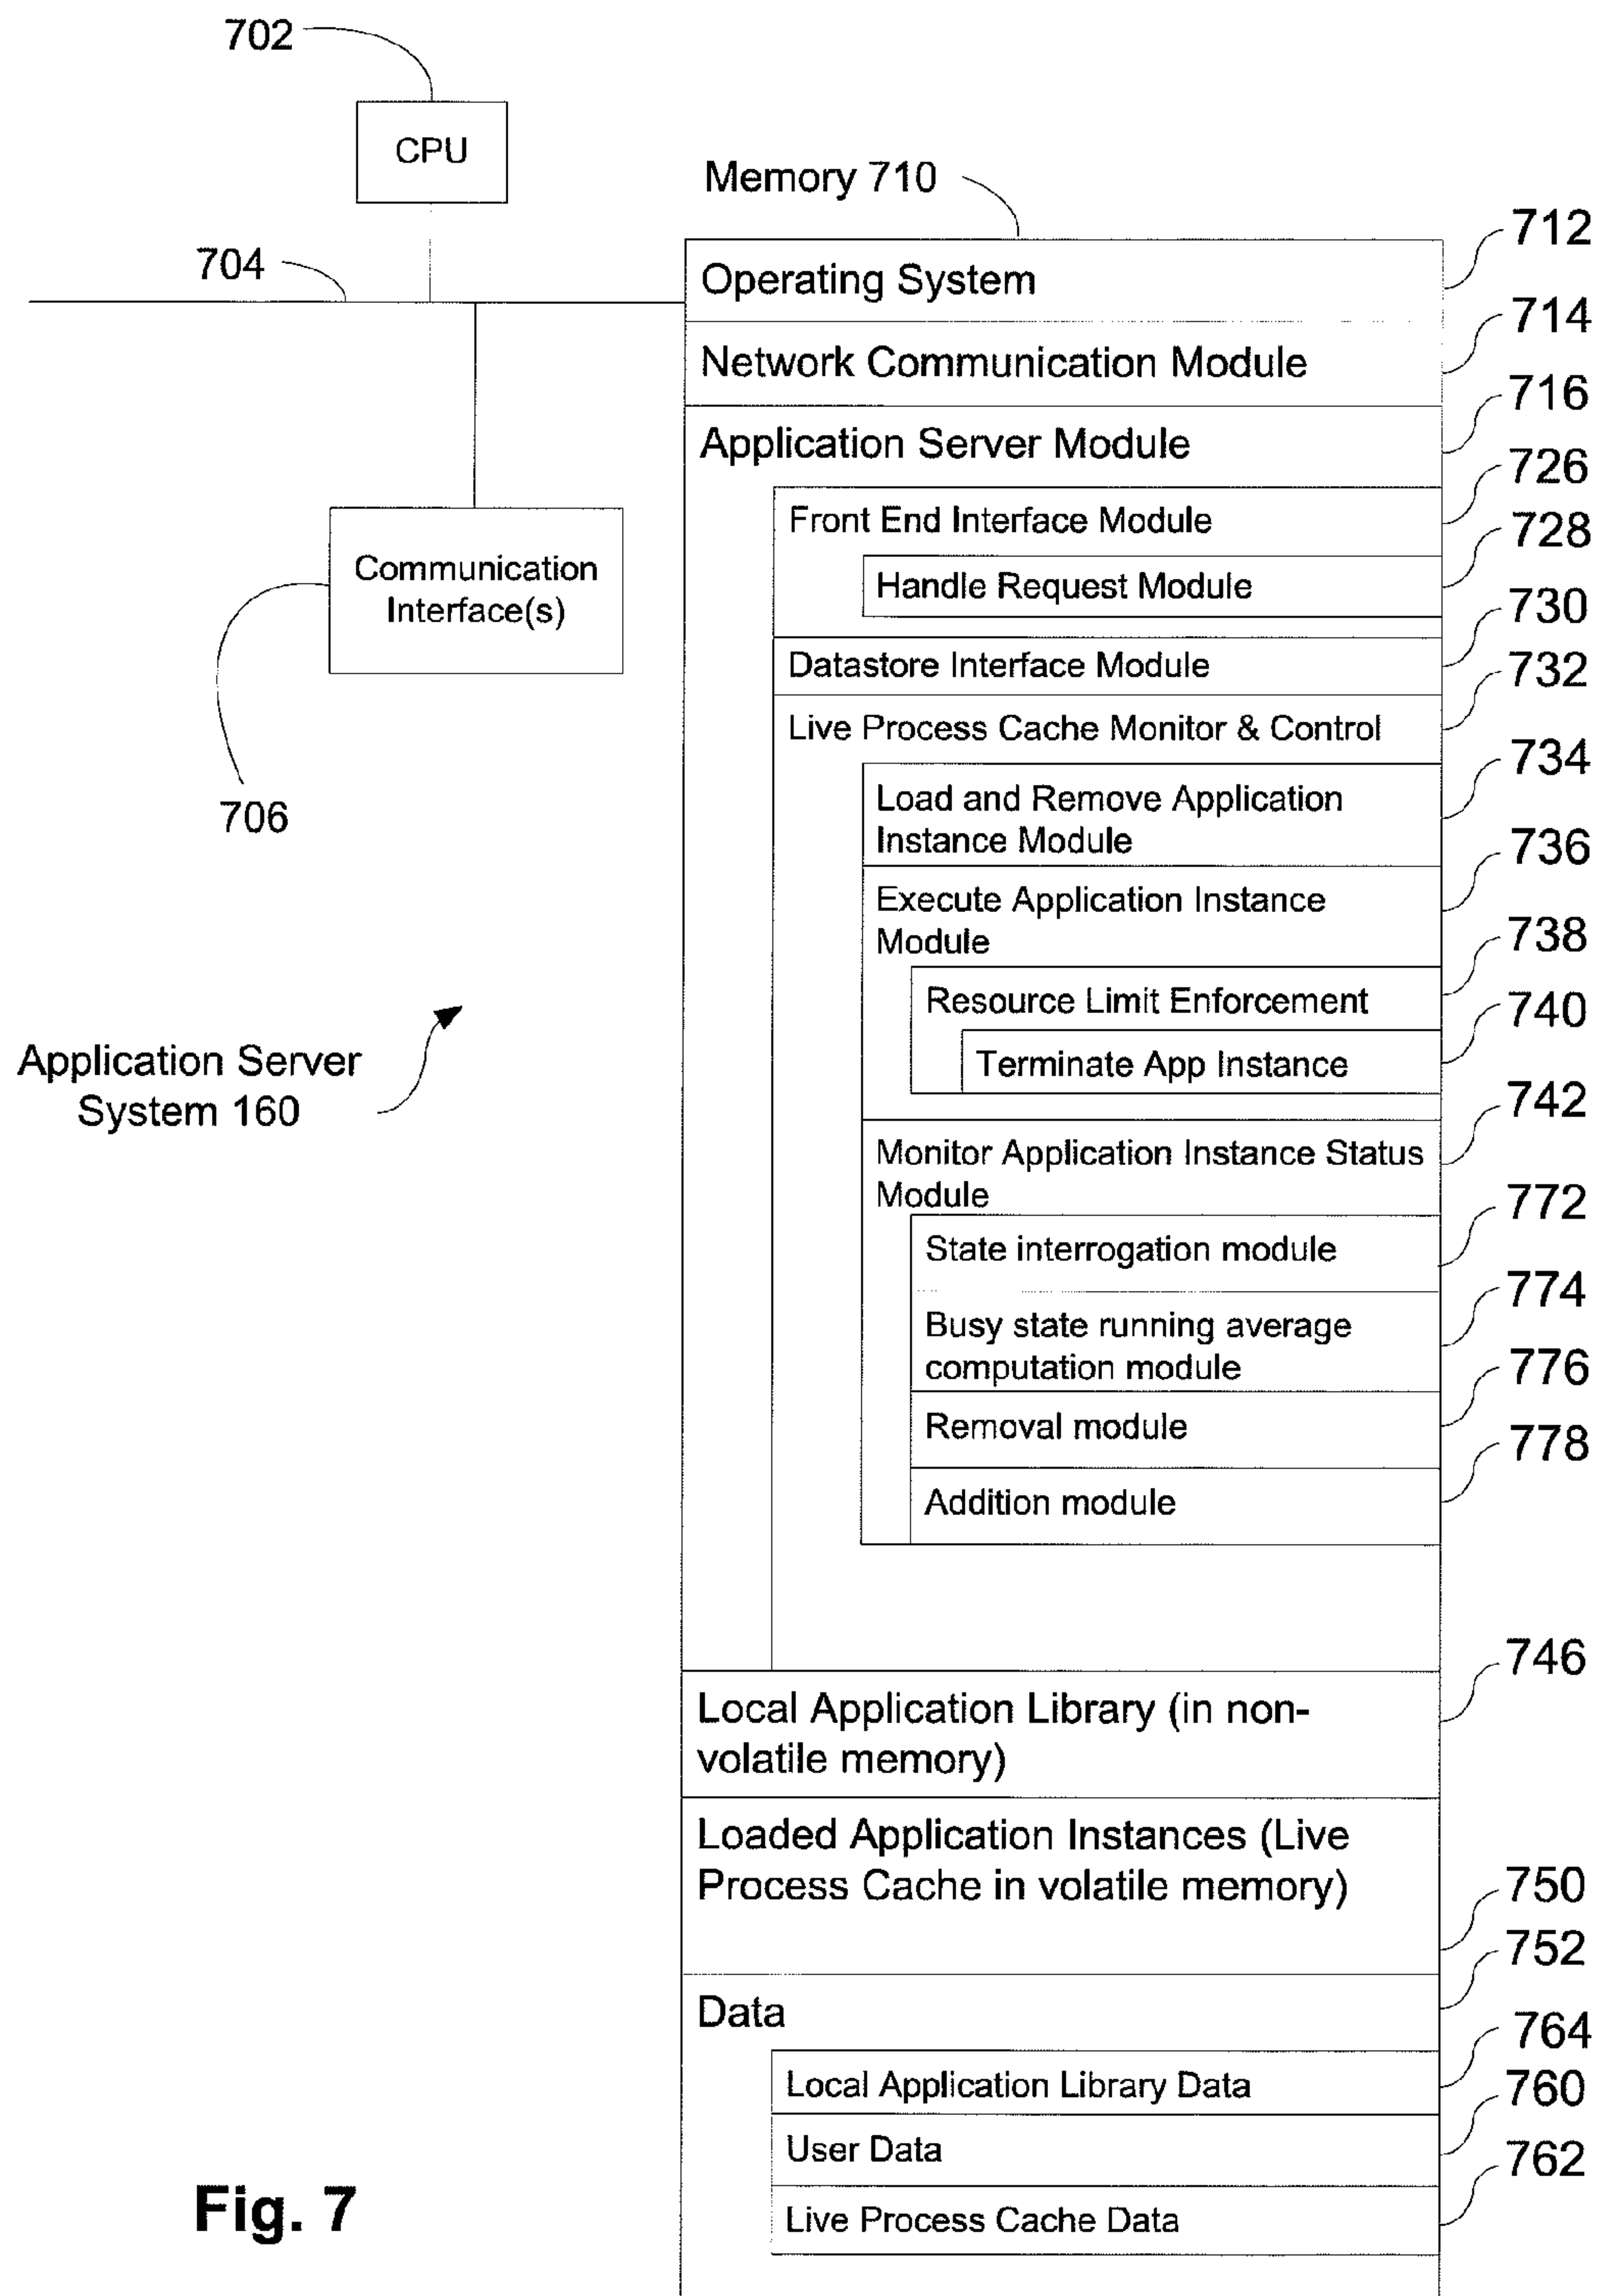 702
CPU
Memory 710
712
704
Operating System
714
Network Communication Module
716
Application Server Module
726
Front End Interface Module
728
Communication
Interface(s)
Handle Request Module
730
Datastore Interface Module
732
Live Process Cache Monitor & Control
734
706
Load and Remove Application
Instance Module
736
Execute Application Instance
Module
738
Resource Limit Enforcement
740
Application Server
System 160
Terminate App Instance
742
Monitor Application Instance Status
Module
772
State interrogation module
774
Busy state running average
computation module
776
Removal module
778
Addition module
746
Local Application Library (in non-
volatile memory)
Loaded Application Instances (Live
Process Cache in volatile memory)
750
752
Data
764
Local Application Library Data
760
User Data
762
Live Process Cache Data
Fig. 7